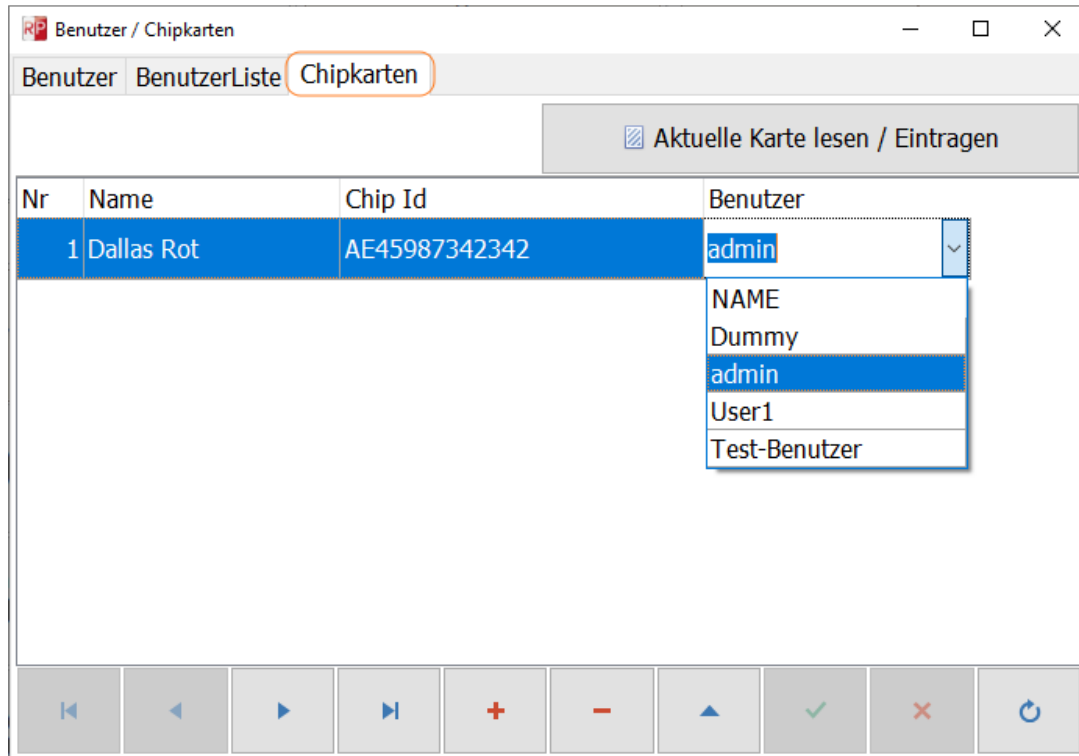 RP Benutzer / Chipkarten
Benutzer BenutzerListe Chipkarten
Aktuelle Karte lesen / Eintragen
Nr Name Chip Id Benutzer
1 Dallas Rot AE45987342342 admin
NAME
Dummy
admin
User1
Test-Benutzer